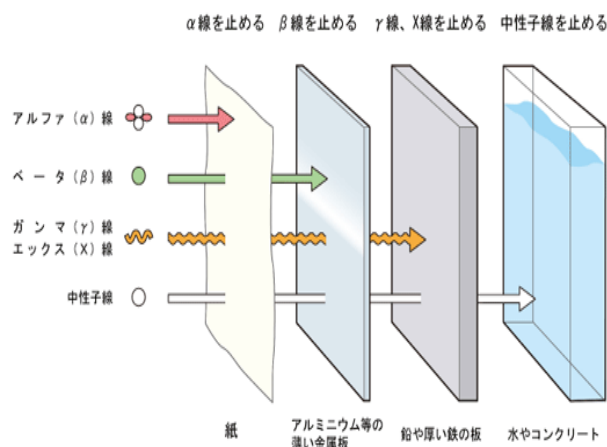 α線を止める β線を止める γ線、X線を止める 中性子線を止める
アルファ(α)線
ベータ(β)線
ガンマ(γ)線
エックス(X)線
中性子線
紙
アルミニウム等の
薄い金属板
鉛や厚い鉄の板
水やコンクリート